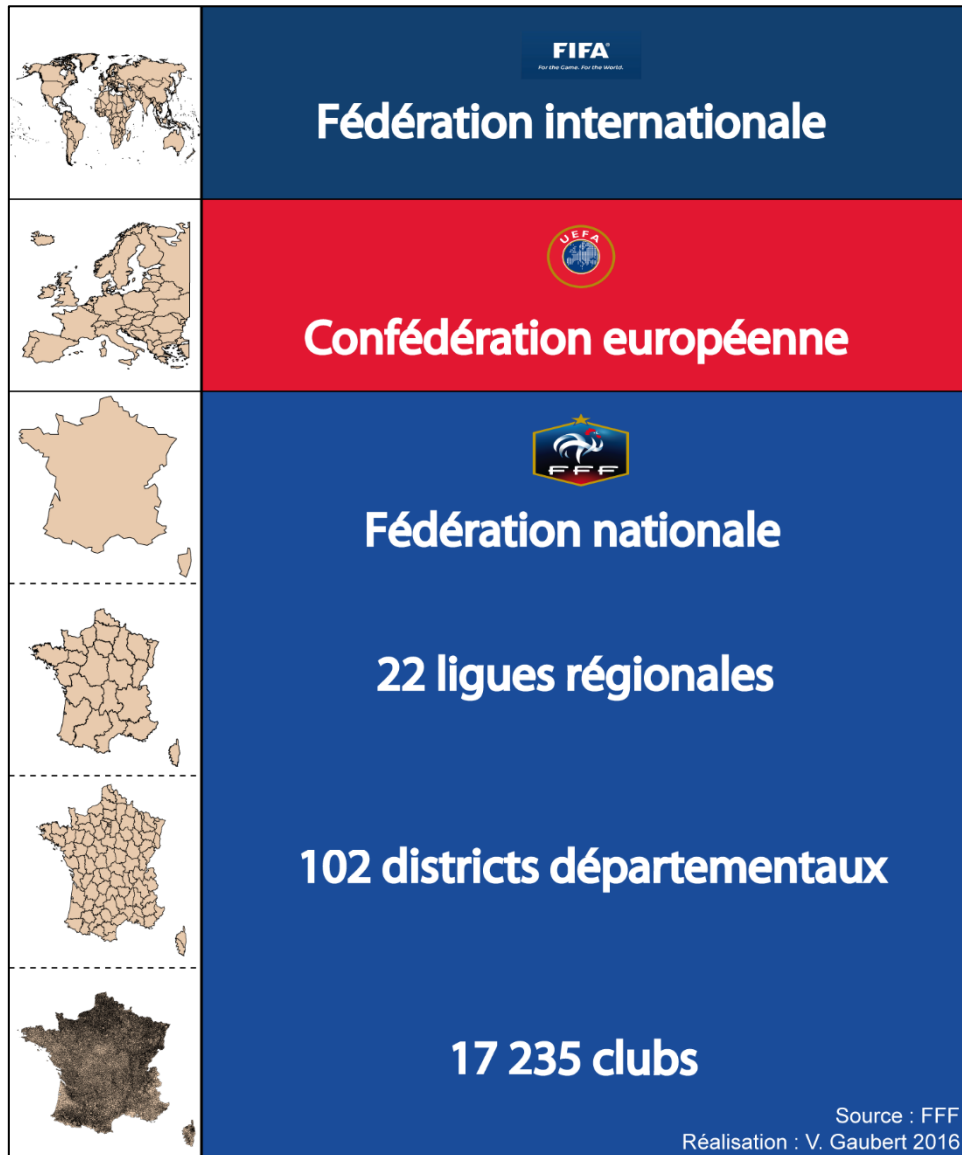 FIFA
For the Game. For the World.
Fédération internationale
UEFA
Confédération européenne
FFF
Fédération nationale
22 ligues régionales
102 districts départementaux
17 235 clubs
Source : FFF
Réalisation : V. Gaubert 2016